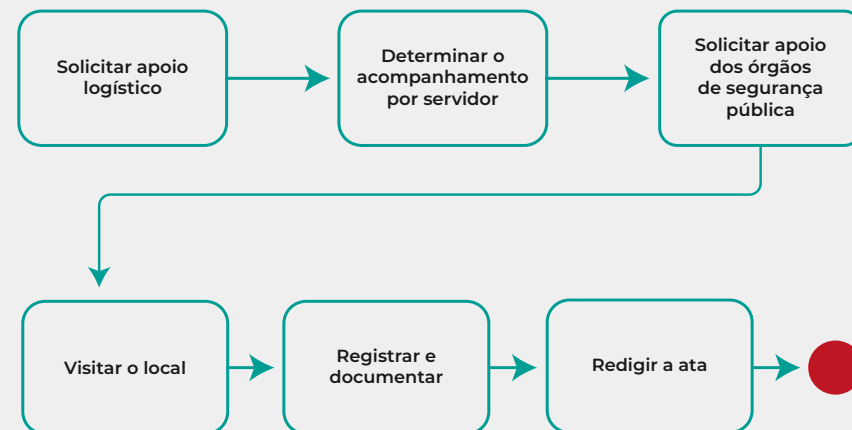 Solicitar apoio
logístico
Determinar o
acompanhamento
por servidor
Solicitar apoio
dos órgãos
de segurança
pública
Visitar o local
Registrar e
documentar
Redigir a ata